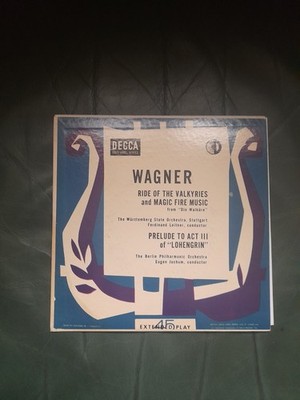 DECCA
WAGNER
RIDE OF THE VALKYRIES
and MAGIC FIRE MUSIC
from "Die Walküre"
The Württemberg State Orchestra, Stuttgart
Ferdinand Leitner, conductor
PRELUDE TO ACT III
of "LOHENGRIN"
The Berlin Philharmonic Orchestra
Eugen Jochum, conductor
45
EXTENDED PLAY